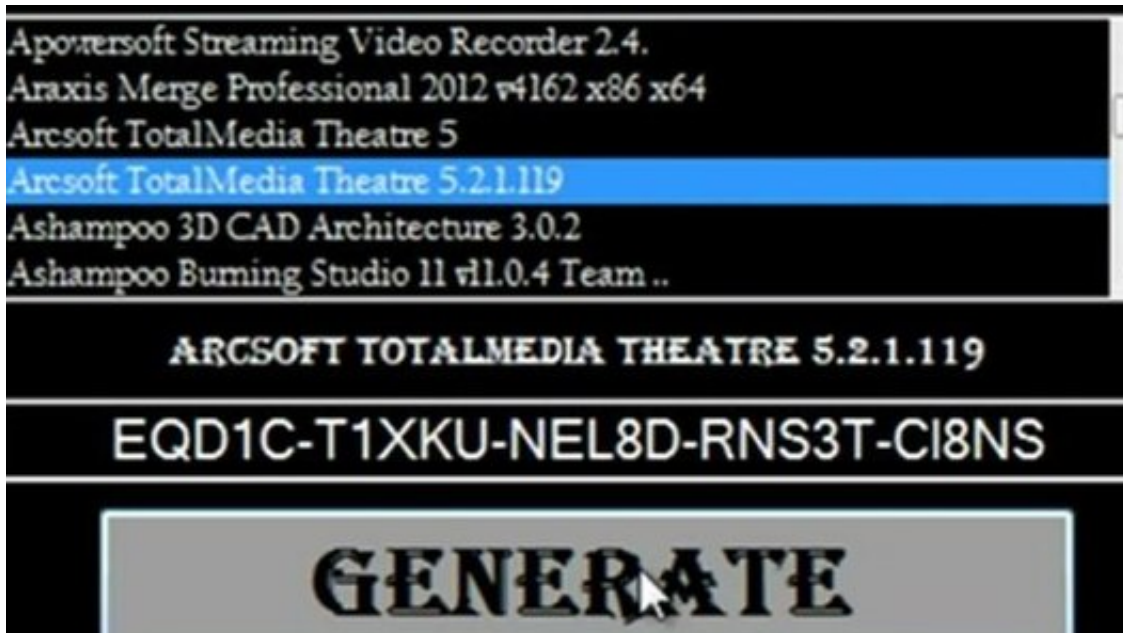 Apowersoft Streaming Video Recorder 2.4.
Araxis Merge Professional 2012 v4162 x86 x64
Arcsoft TotalMedia Theatre 5
Arcsoft TotalMedia Theatre 5.2.1.119
Ashampoo 3D CAD Architecture 3.0.2
Ashampoo Burning Studio 11 v11.0.4 Team ..
ARCSOFT TOTALMEDIA THEATRE 5.2.1.119
EQD1C-T1XKU-NEL8D-RNS3T-CI8NS
GENERATE